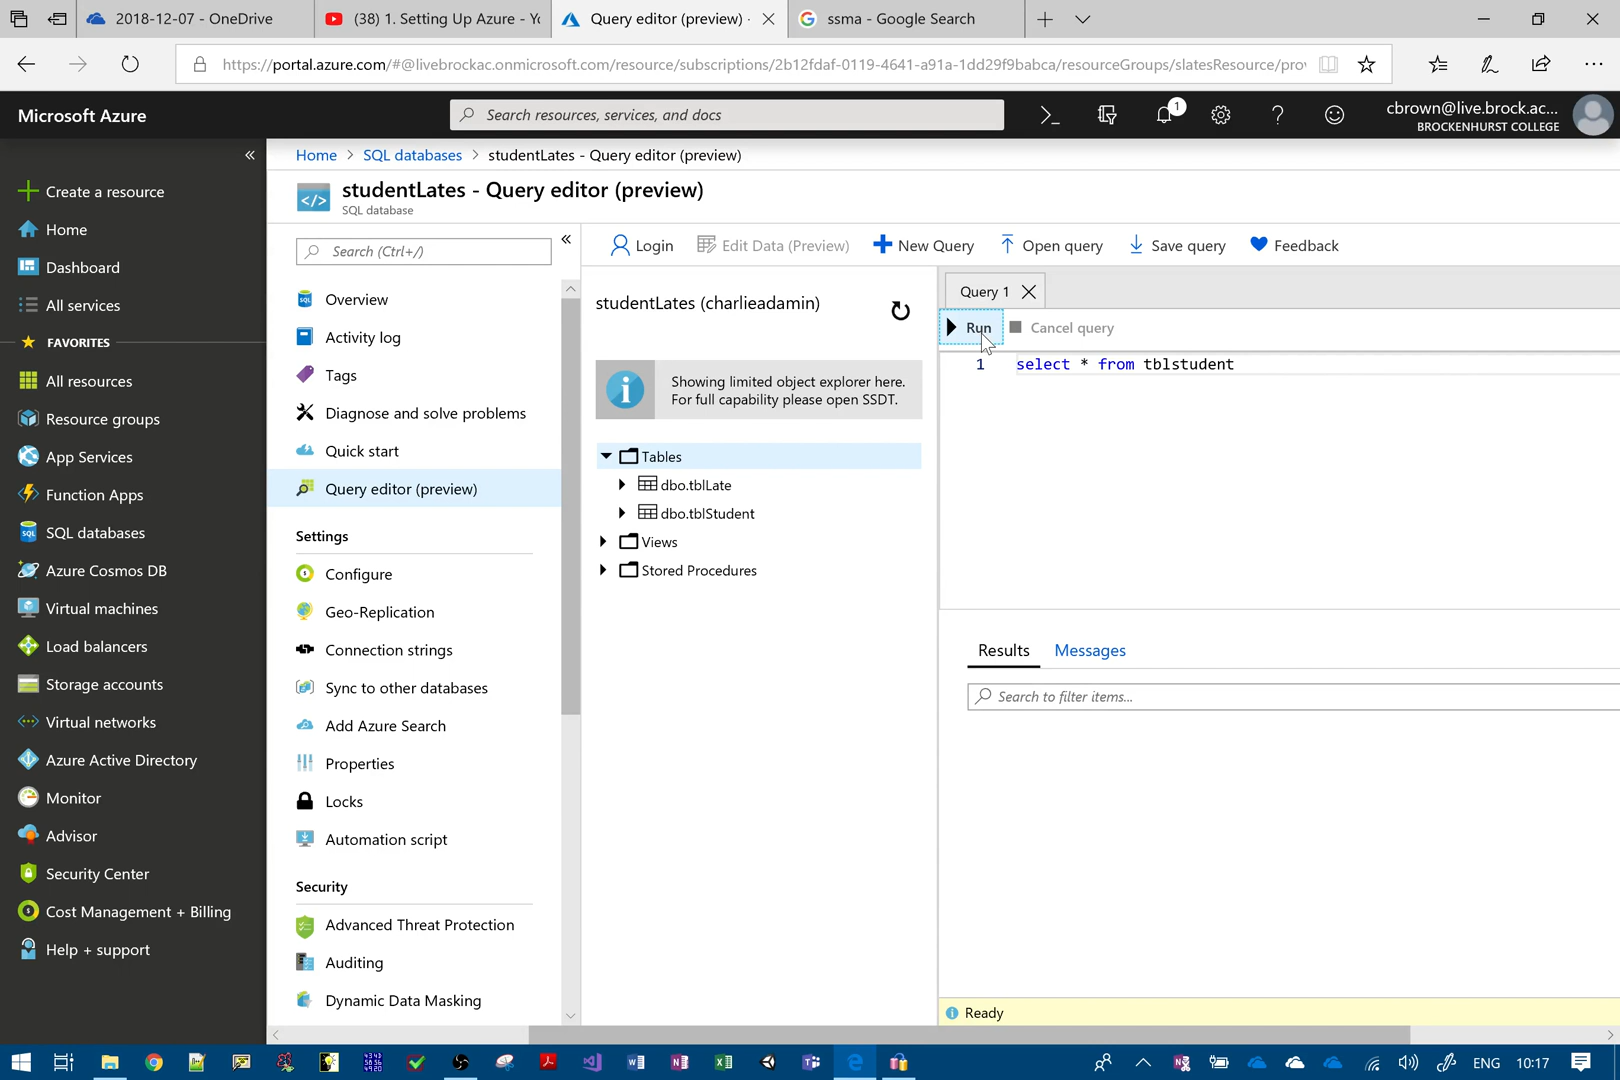 2018-12-07 - OneDrive
(38) 1. Setting Up Azure - Yo
Query editor (preview) -
ssma - Google Search
https://portal.azure.com/#@livebrockac.onmicrosoft.com/resource/subscriptions/2b12fdaf-0119-4641-a91a-1dd29f9babca/resourceGroups/slatesResource/prov
Microsoft Azure
Search resources, services, and docs
1
cbrown@live.brock.ac...
BROCKENHURST COLLEGE
Create a resource
Home
Dashboard
All services
FAVORITES
All resources
Resource groups
App Services
Function Apps
SQL databases
Azure Cosmos DB
Virtual machines
Load balancers
Storage accounts
Virtual networks
Azure Active Directory
Monitor
Advisor
Security Center
Cost Management + Billing
Help + support
Home > SQL databases > studentLates - Query editor (preview)
studentLates - Query editor (preview)
SQL database
Search (Ctrl+/)
Overview
Activity log
Tags
Diagnose and solve problems
Quick start
Query editor (preview)
Settings
Configure
Geo-Replication
Connection strings
Sync to other databases
Add Azure Search
Properties
Locks
Automation script
Security
Advanced Threat Protection
Auditing
Dynamic Data Masking
Login
Edit Data (Preview)
New Query
Open query
Save query
Feedback
studentLates (charlieadamin)
Showing limited object explorer here.
For full capability please open SSDT.
Tables
dbo.tblLate
dbo.tblStudent
Views
Stored Procedures
Query 1
Run
Cancel query
1 select * from tblstudent
Results
Messages
Search to filter items...
Ready
ENG
10:17